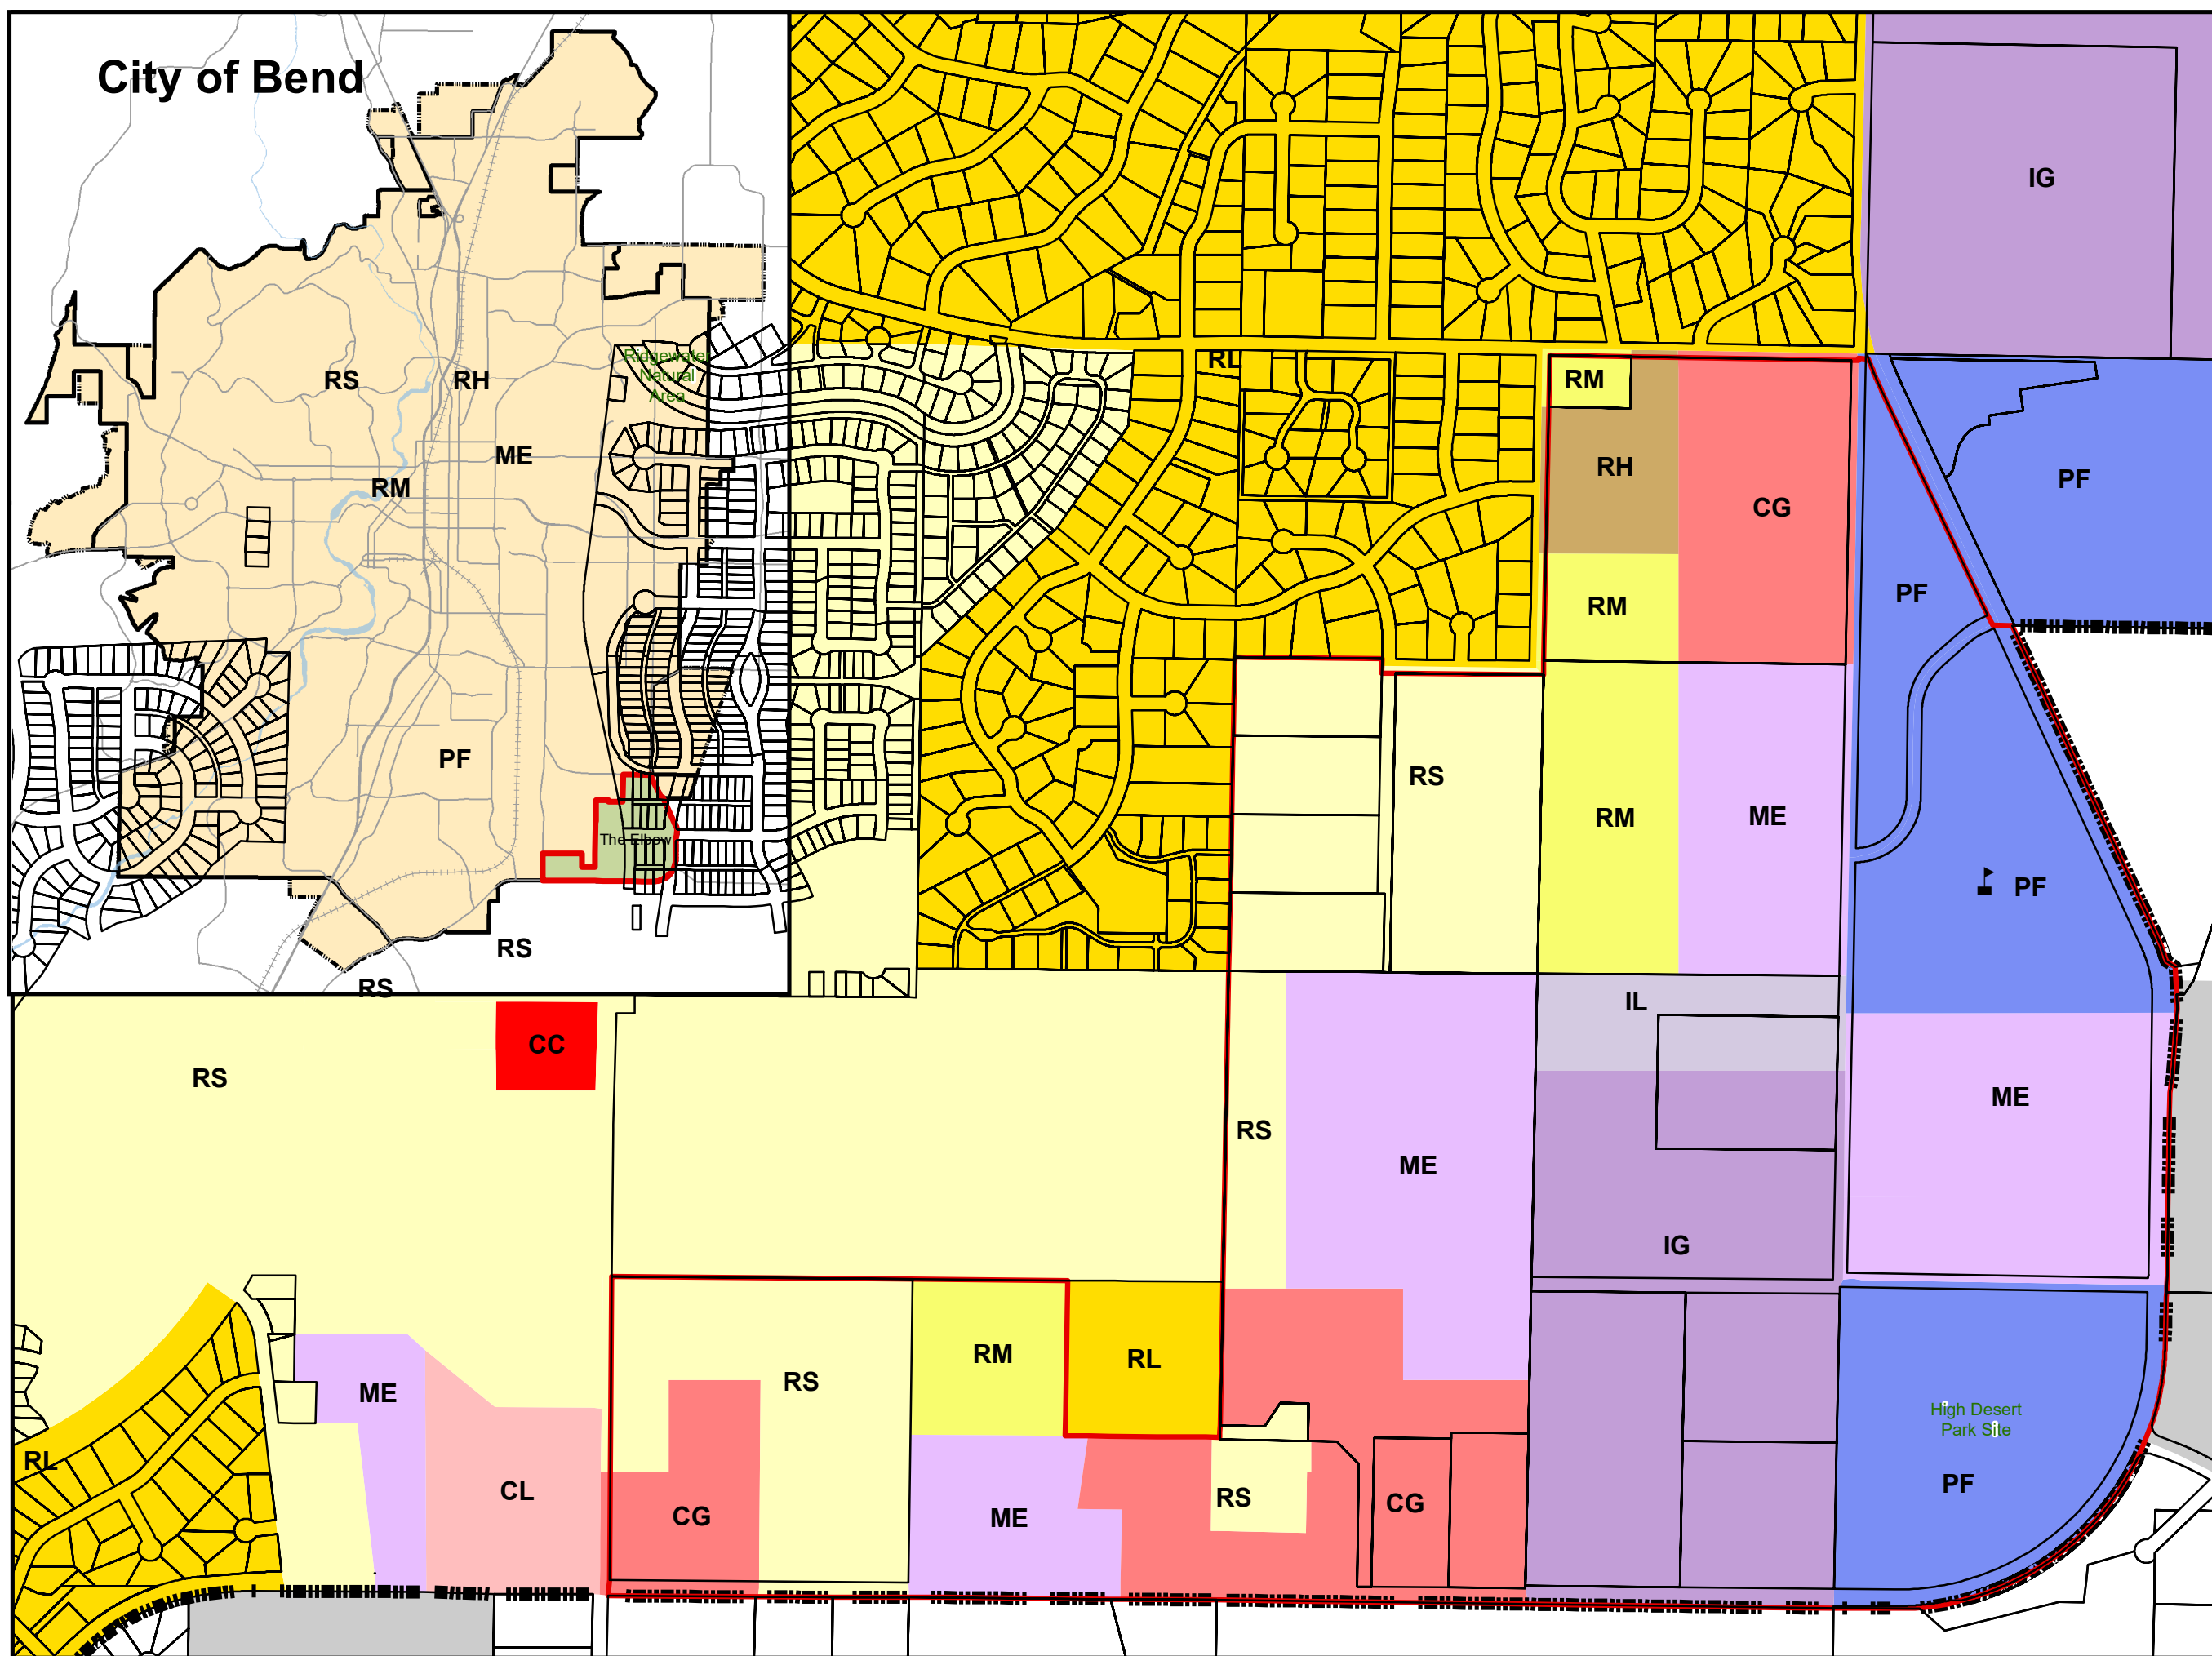 City of Bend
IG
Ridgewater
Natural
Area
RL
RS
RH
RM
ME
RH
CG
PF
RM
PF
RM
PF
RS
RM
ME
The Elbow
PF
RS
RS
IL
CC
RS
ME
RS
ME
IG
RM
RL
RS
ME
High Desert
Park Site
RL
PF
CL
RS
CG
CG
ME